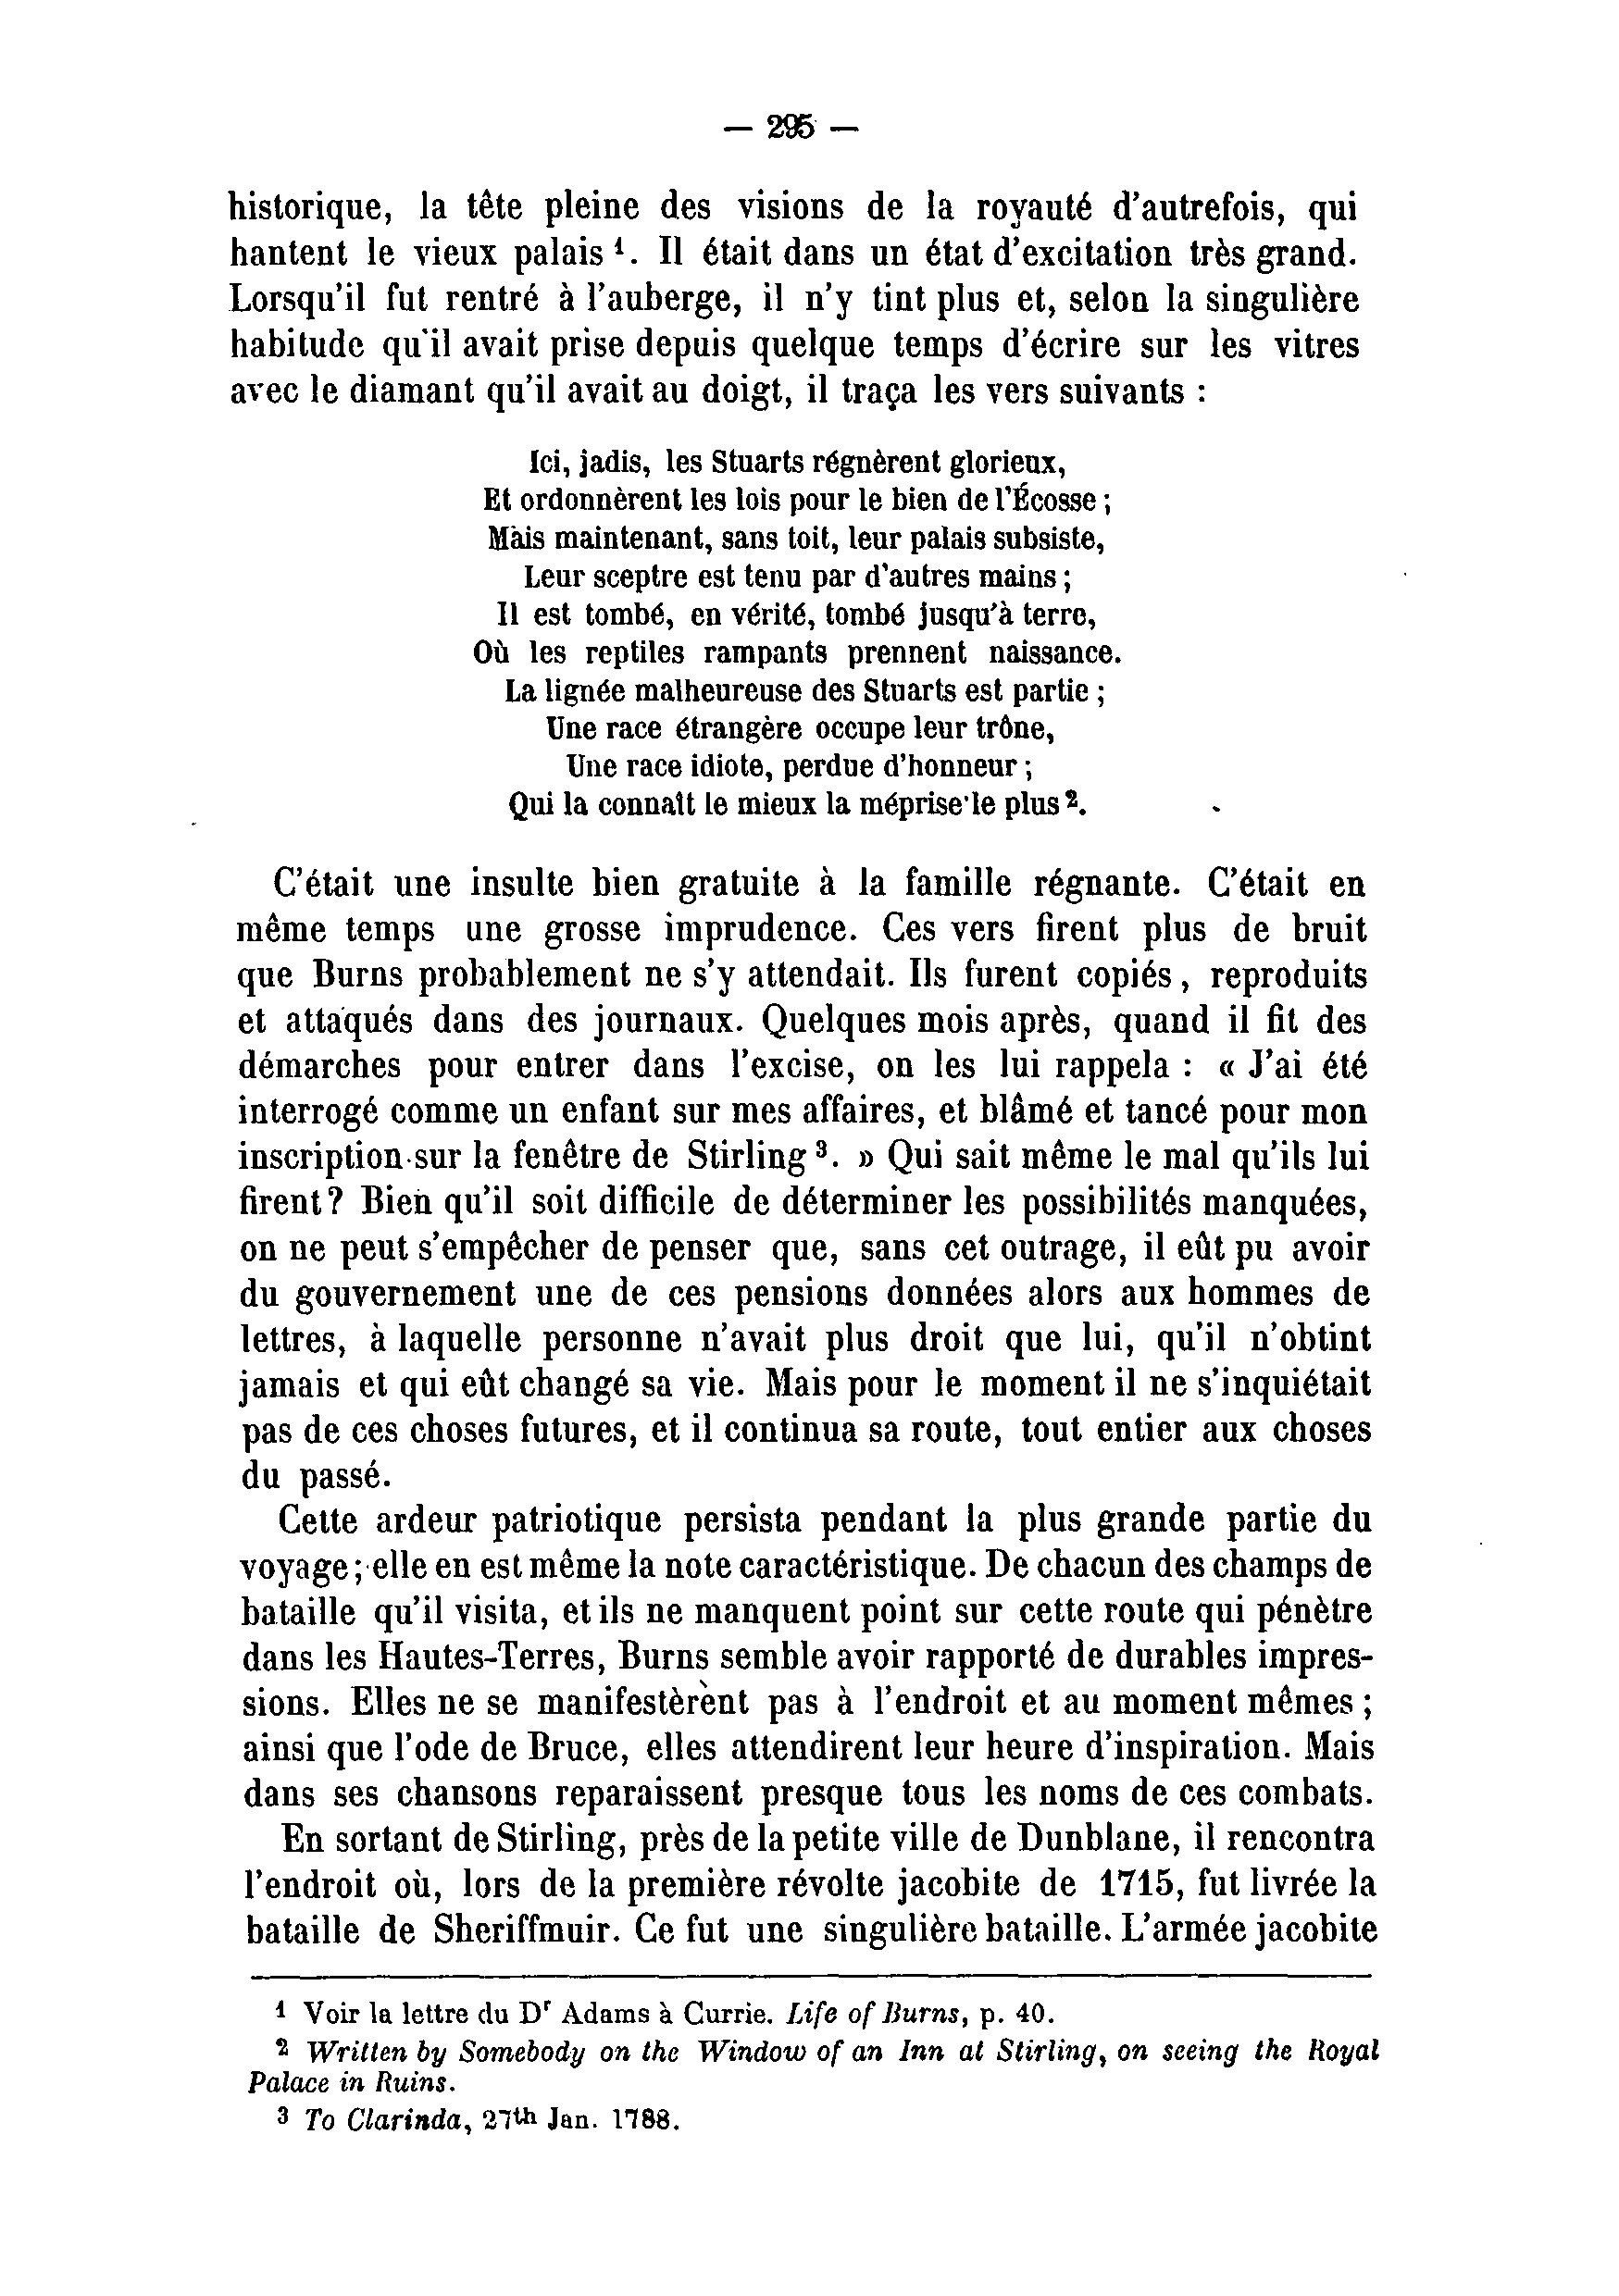 — 295 —
historique, la tête pleine des visions de la royauté d'autrefois, qui
hantent le vieux palais ¹. Il était dans un état d'excitation très grand.
Lorsqu'il fut rentré à l'auberge, il n'y tint plus et, selon la singulière
habitude qu'il avait prise depuis quelque temps d'écrire sur les vitres
avec le diamant qu'il avait au doigt, il traça les vers suivants :
Ici, jadis, les Stuarts régnèrent glorieux,
Et ordonnèrent les lois pour le bien de l'Écosse ;
Mais maintenant, sans toit, leur palais subsiste,
Leur sceptre est tenu par d'autres mains ;
Il est tombé, en vérité, tombé jusqu'à terre,
Où les reptiles rampants prennent naissance.
La lignée malheureuse des Stuarts est partie ;
Une race étrangère occupe leur trône,
Une race idiote, perdue d'honneur ;
Qui la connaît le mieux la méprise le plus ².
C'était une insulte bien gratuite à la famille régnante. C'était en
même temps une grosse imprudence. Ces vers firent plus de bruit
que Burns probablement ne s'y attendait. Ils furent copiés, reproduits
et attaqués dans des journaux. Quelques mois après, quand il fit des
démarches pour entrer dans l'excise, on les lui rappela : « J'ai été
interrogé comme un enfant sur mes affaires, et blâmé et tancé pour mon
inscription sur la fenêtre de Stirling ³. » Qui sait même le mal qu'ils lui
firent ? Bien qu'il soit difficile de déterminer les possibilités manquées,
on ne peut s'empêcher de penser que, sans cet outrage, il eût pu avoir
du gouvernement une de ces pensions données alors aux hommes de
lettres, à laquelle personne n'avait plus droit que lui, qu'il n'obtint
jamais et qui eût changé sa vie. Mais pour le moment il ne s'inquiétait
pas de ces choses futures, et il continua sa route, tout entier aux choses
du passé.
Cette ardeur patriotique persista pendant la plus grande partie du
voyage ; elle en est même la note caractéristique. De chacun des champs de
bataille qu'il visita, et ils ne manquent point sur cette route qui pénètre
dans les Hautes-Terres, Burns semble avoir rapporté de durables impres-
sions. Elles ne se manifestèrent pas à l'endroit et au moment mêmes ;
ainsi que l'ode de Bruce, elles attendirent leur heure d'inspiration. Mais
dans ses chansons reparaissent presque tous les noms de ces combats.
En sortant de Stirling, près de la petite ville de Dunblane, il rencontra
l'endroit où, lors de la première révolte jacobite de 1715, fut livrée la
bataille de Sheriffmuir. Ce fut une singulière bataille. L'armée jacobite
¹ Voir la lettre du Dʳ Adams à Currie. Life of Burns, p. 40.
² Written by Somebody on the Window of an Inn at Stirling, on seeing the Royal
Palace in Ruins.
³ To Clarinda, 27th Jan. 1788.